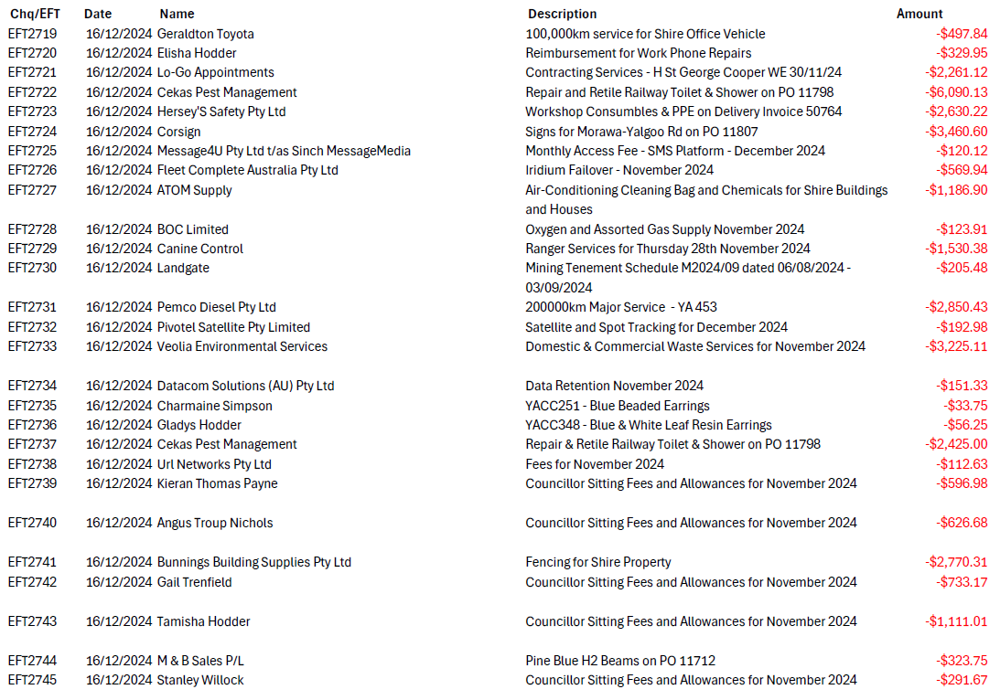 Chq/EFT Date Name Description Amount
EFT2719 16/12/2024 Geraldton Toyota 100,000km service for Shire Office Vehicle -$497.84
EFT2720 16/12/2024 Elisha Hodder Reimbursement for Work Phone Repairs -$329.95
EFT2721 16/12/2024 Lo-Go Appointments Contracting Services - H St George Cooper WE 30/11/24 -$2,261.12
EFT2722 16/12/2024 Cekas Pest Management Repair and Retile Railway Toilet & Shower on PO 11798 -$6,090.13
EFT2723 16/12/2024 Hersey'S Safety Pty Ltd Workshop Consumbles & PPE on Delivery Invoice 50764 -$2,630.22
EFT2724 16/12/2024 Corsign Signs for Morawa-Yalgoo Rd on PO 11807 -$3,460.60
EFT2725 16/12/2024 Message4U Pty Ltd t/as Sinch MessageMedia Monthly Access Fee - SMS Platform - December 2024 -$120.12
EFT2726 16/12/2024 Fleet Complete Australia Pty Ltd Iridium Failover - November 2024 -$569.94
EFT2727 16/12/2024 ATOM Supply Air-Conditioning Cleaning Bag and Chemicals for Shire Buildings -$1,186.90
and Houses
EFT2728 16/12/2024 BOC Limited Oxygen and Assorted Gas Supply November 2024 -$123.91
EFT2729 16/12/2024 Canine Control Ranger Services for Thursday 28th November 2024 -$1,530.38
EFT2730 16/12/2024 Landgate Mining Tenement Schedule M2024/09 dated 06/08/2024 - -$205.48
03/09/2024
EFT2731 16/12/2024 Pemco Diesel Pty Ltd 200000km Major Service - YA 453 -$2,850.43
EFT2732 16/12/2024 Pivotel Satellite Pty Limited Satellite and Spot Tracking for December 2024 -$192.98
EFT2733 16/12/2024 Veolia Environmental Services Domestic & Commercial Waste Services for November 2024 -$3,225.11
EFT2734 16/12/2024 Datacom Solutions (AU) Pty Ltd Data Retention November 2024 -$151.33
EFT2735 16/12/2024 Charmaine Simpson YACC251 - Blue Beaded Earrings -$33.75
EFT2736 16/12/2024 Gladys Hodder YACC348 - Blue & White Leaf Resin Earrings -$56.25
EFT2737 16/12/2024 Cekas Pest Management Repair & Retile Railway Toilet & Shower on PO 11798 -$2,425.00
EFT2738 16/12/2024 Url Networks Pty Ltd Fees for November 2024 -$112.63
EFT2739 16/12/2024 Kieran Thomas Payne Councillor Sitting Fees and Allowances for November 2024 -$596.98
EFT2740 16/12/2024 Angus Troup Nichols Councillor Sitting Fees and Allowances for November 2024 -$626.68
EFT2741 16/12/2024 Bunnings Building Supplies Pty Ltd Fencing for Shire Property -$2,770.31
EFT2742 16/12/2024 Gail Trenfield Councillor Sitting Fees and Allowances for November 2024 -$733.17
EFT2743 16/12/2024 Tamisha Hodder Councillor Sitting Fees and Allowances for November 2024 -$1,111.01
EFT2744 16/12/2024 M & B Sales P/L Pine Blue H2 Beams on PO 11712 -$323.75
EFT2745 16/12/2024 Stanley Willock Councillor Sitting Fees and Allowances for November 2024 -$291.67